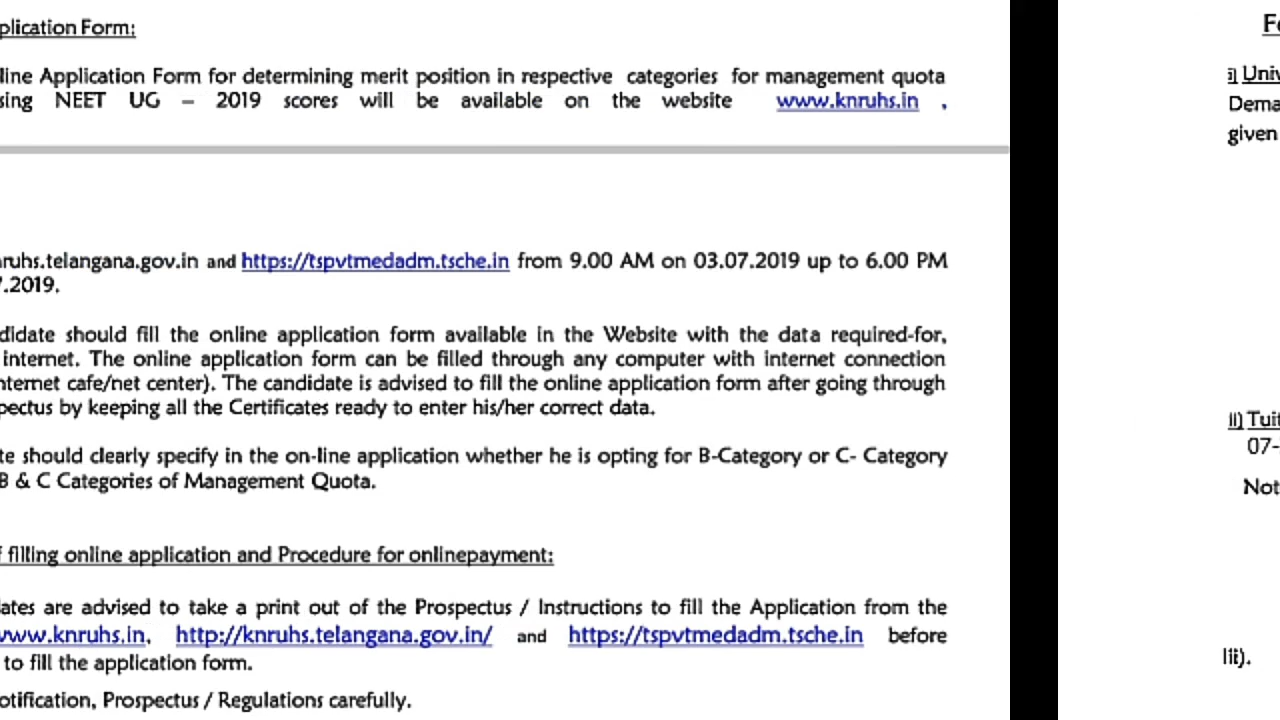 plication Form:
line Application Form for determining merit position in respective categories for management quota
sing NEET UG – 2019 scores will be available on the website www.knruhs.in ,
ruhs.telangana.gov.in and https://tspvtmedadm.tsche.in from 9.00 AM on 03.07.2019 up to 6.00 PM
7.2019.
didate should fill the online application form available in the Website with the data required-for,
internet. The online application form can be filled through any computer with internet connection
nternet cafe/net center). The candidate is advised to fill the online application form after going through
pectus by keeping all the Certificates ready to enter his/her correct data.
te should clearly specify in the on-line application whether he is opting for B-Category or C- Category
B & C Categories of Management Quota.
f filling online application and Procedure for onlinepayment:
lates are advised to take a print out of the Prospectus / Instructions to fill the Application from the
www.knruhs.in, http://knruhs.telangana.gov.in/ and https://tspvtmedadm.tsche.in before
to fill the application form.
otification, Prospectus / Regulations carefully.
Fe
i) Univ
Dema
given
ii) Tuit
07-
Not
iii).